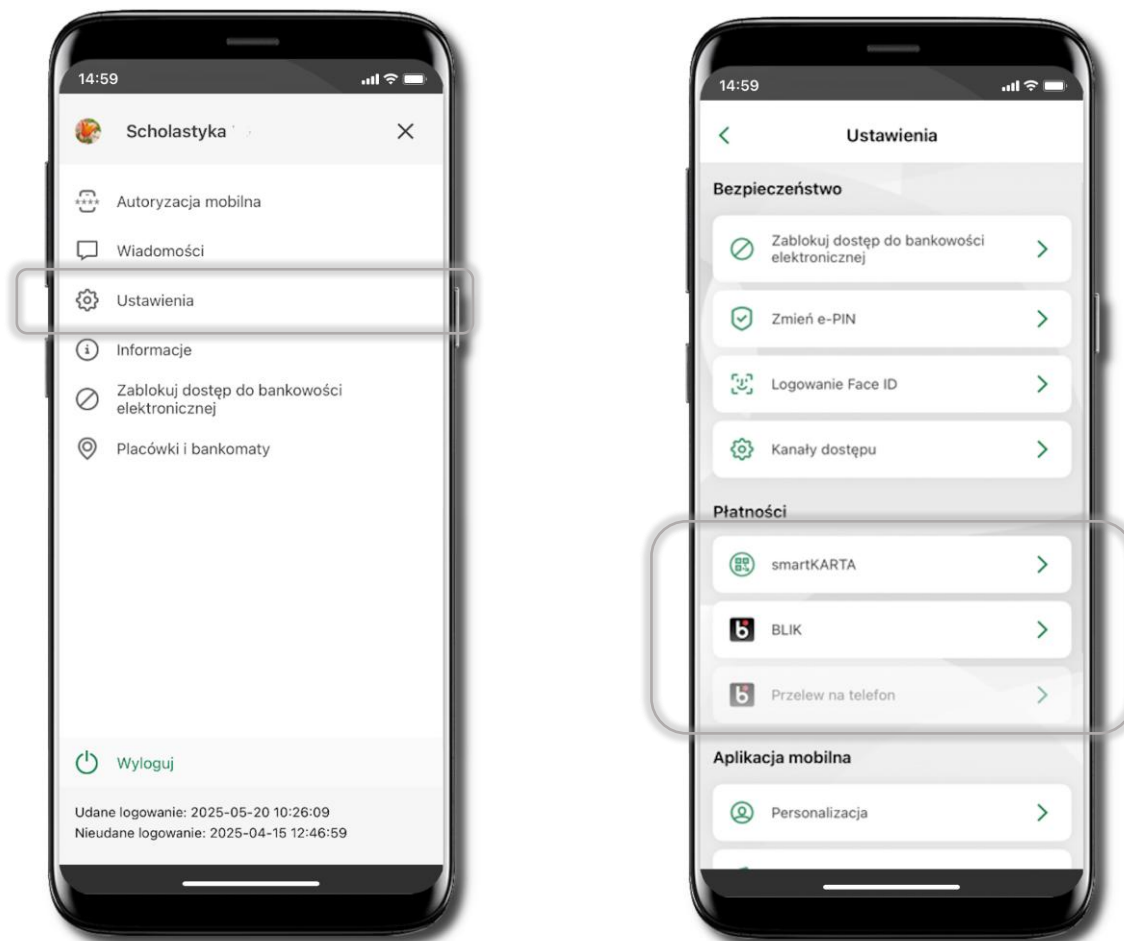 14:59
Scholastyka
Autoryzacja mobilna
Wiadomości
Ustawienia
Informacje
Zablokuj dostęp do bankowości
elektronicznej
Placówki i bankomaty
Wyloguj
Udane logowanie: 2025-05-20 10:26:09
Nieudane logowanie: 2025-04-15 12:46:59
14:59
Ustawienia
Bezpieczeństwo
Zablokuj dostęp do bankowości
elektronicznej
Zmień e-PIN
Logowanie Face ID
Kanały dostępu
Płatności
smartKARTA
BLIK
Przelew na telefon
Aplikacja mobilna
Personalizacja